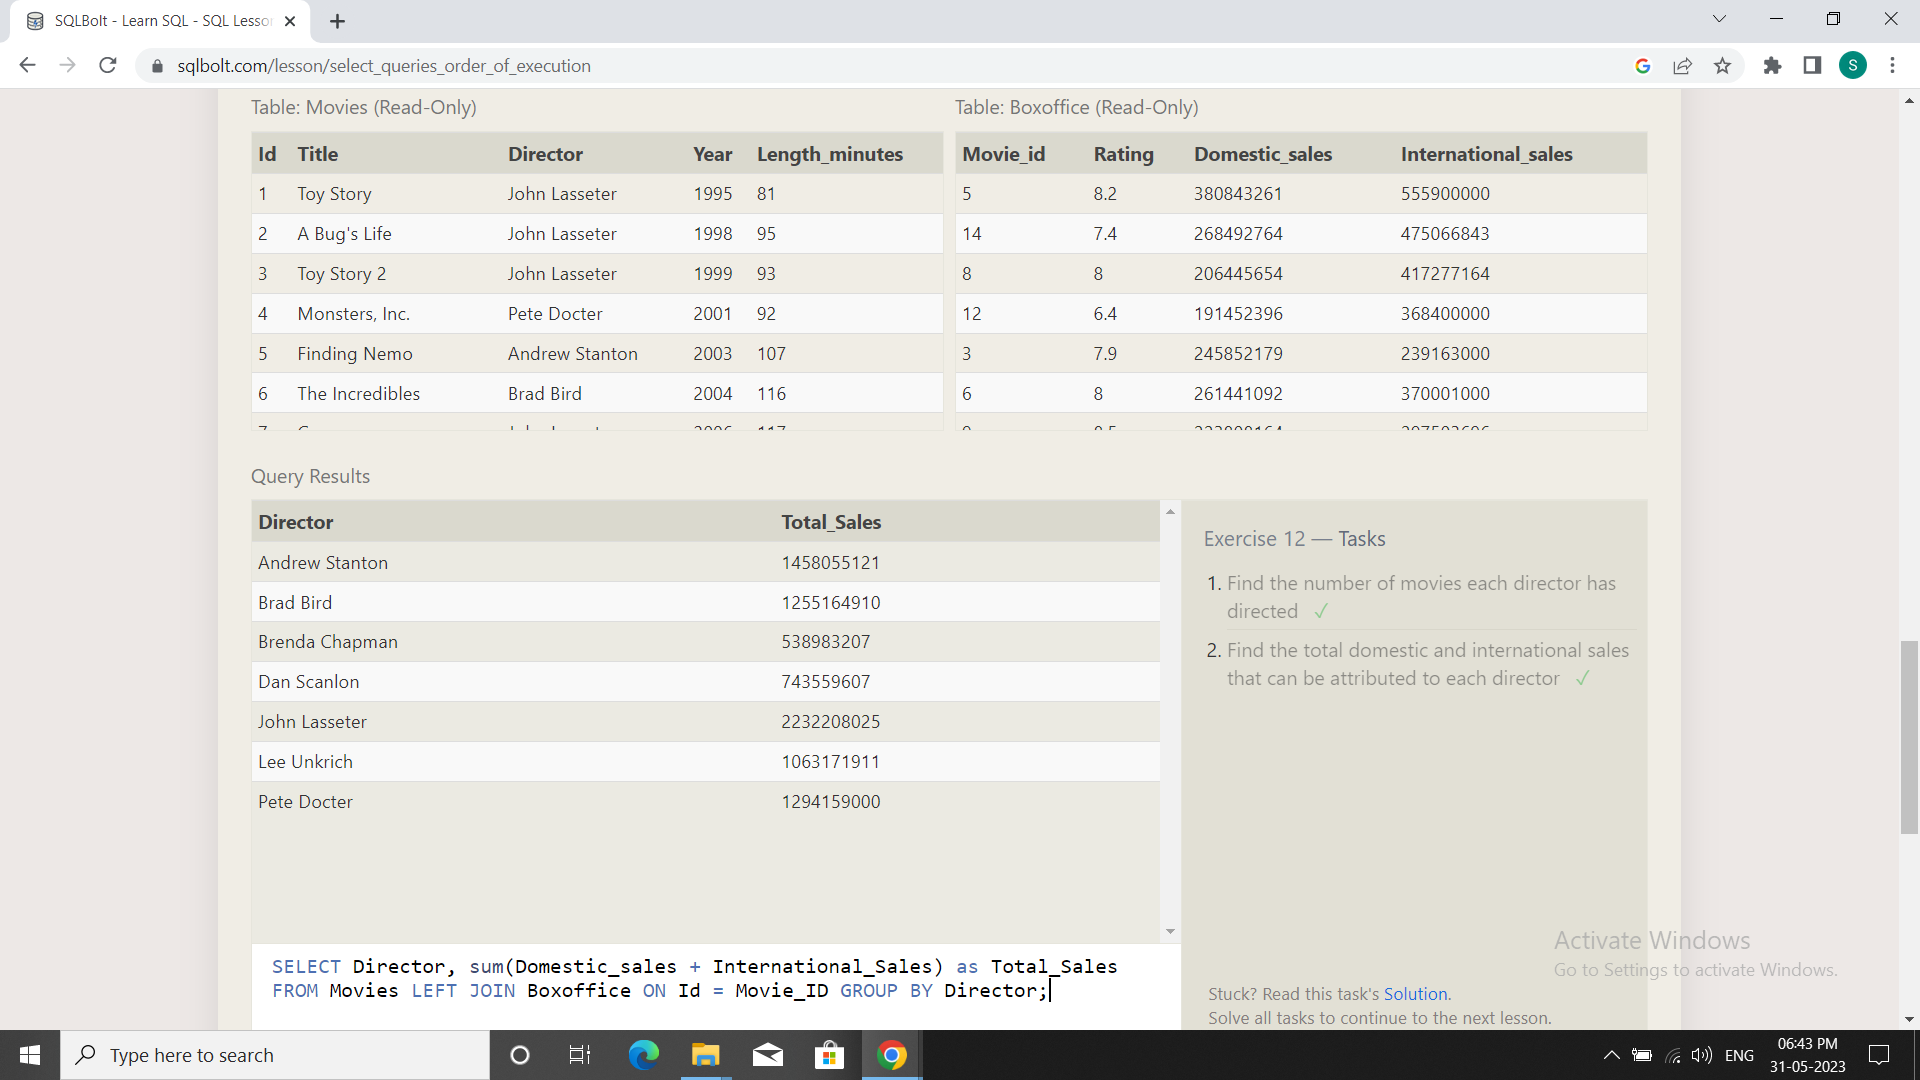 SQLBolt - Learn SQL - SQL Lesso
sqlbolt.com/lesson/select_queries_order_of_execution
S
Table: Movies (Read-Only)
Id Title Director Year Length_minutes
1 Toy Story John Lasseter 1995 81
2 A Bug's Life John Lasseter 1998 95
3 Toy Story 2 John Lasseter 1999 93
4 Monsters, Inc. Pete Docter 2001 92
5 Finding Nemo Andrew Stanton 2003 107
6 The Incredibles Brad Bird 2004 116
Table: Boxoffice (Read-Only)
Movie_id Rating Domestic_sales International_sales
5 8.2 380843261 555900000
14 7.4 268492764 475066843
8 8 206445654 417277164
12 6.4 191452396 368400000
3 7.9 245852179 239163000
6 8 261441092 370001000
Query Results
Director Total_Sales
Andrew Stanton 1458055121
Brad Bird 1255164910
Brenda Chapman 538983207
Dan Scanlon 743559607
John Lasseter 2232208025
Lee Unkrich 1063171911
Pete Docter 1294159000
Exercise 12 — Tasks
1. Find the number of movies each director has
directed ✓
2. Find the total domestic and international sales
that can be attributed to each director ✓
SELECT Director, sum(Domestic_sales + International_Sales) as Total_Sales
FROM Movies LEFT JOIN Boxoffice ON Id = Movie_ID GROUP BY Director;
Stuck? Read this task's Solution.
Solve all tasks to continue to the next lesson.
Activate Windows
Go to Settings to activate Windows.
Type here to search
ENG
06:43 PM
31-05-2023